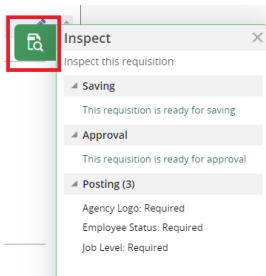 Inspect
Inspect this requisition
Saving
This requisition is ready for saving
Approval
This requisition is ready for approval
Posting (3)
Agency Logo: Required
Employee Status: Required
Job Level: Required